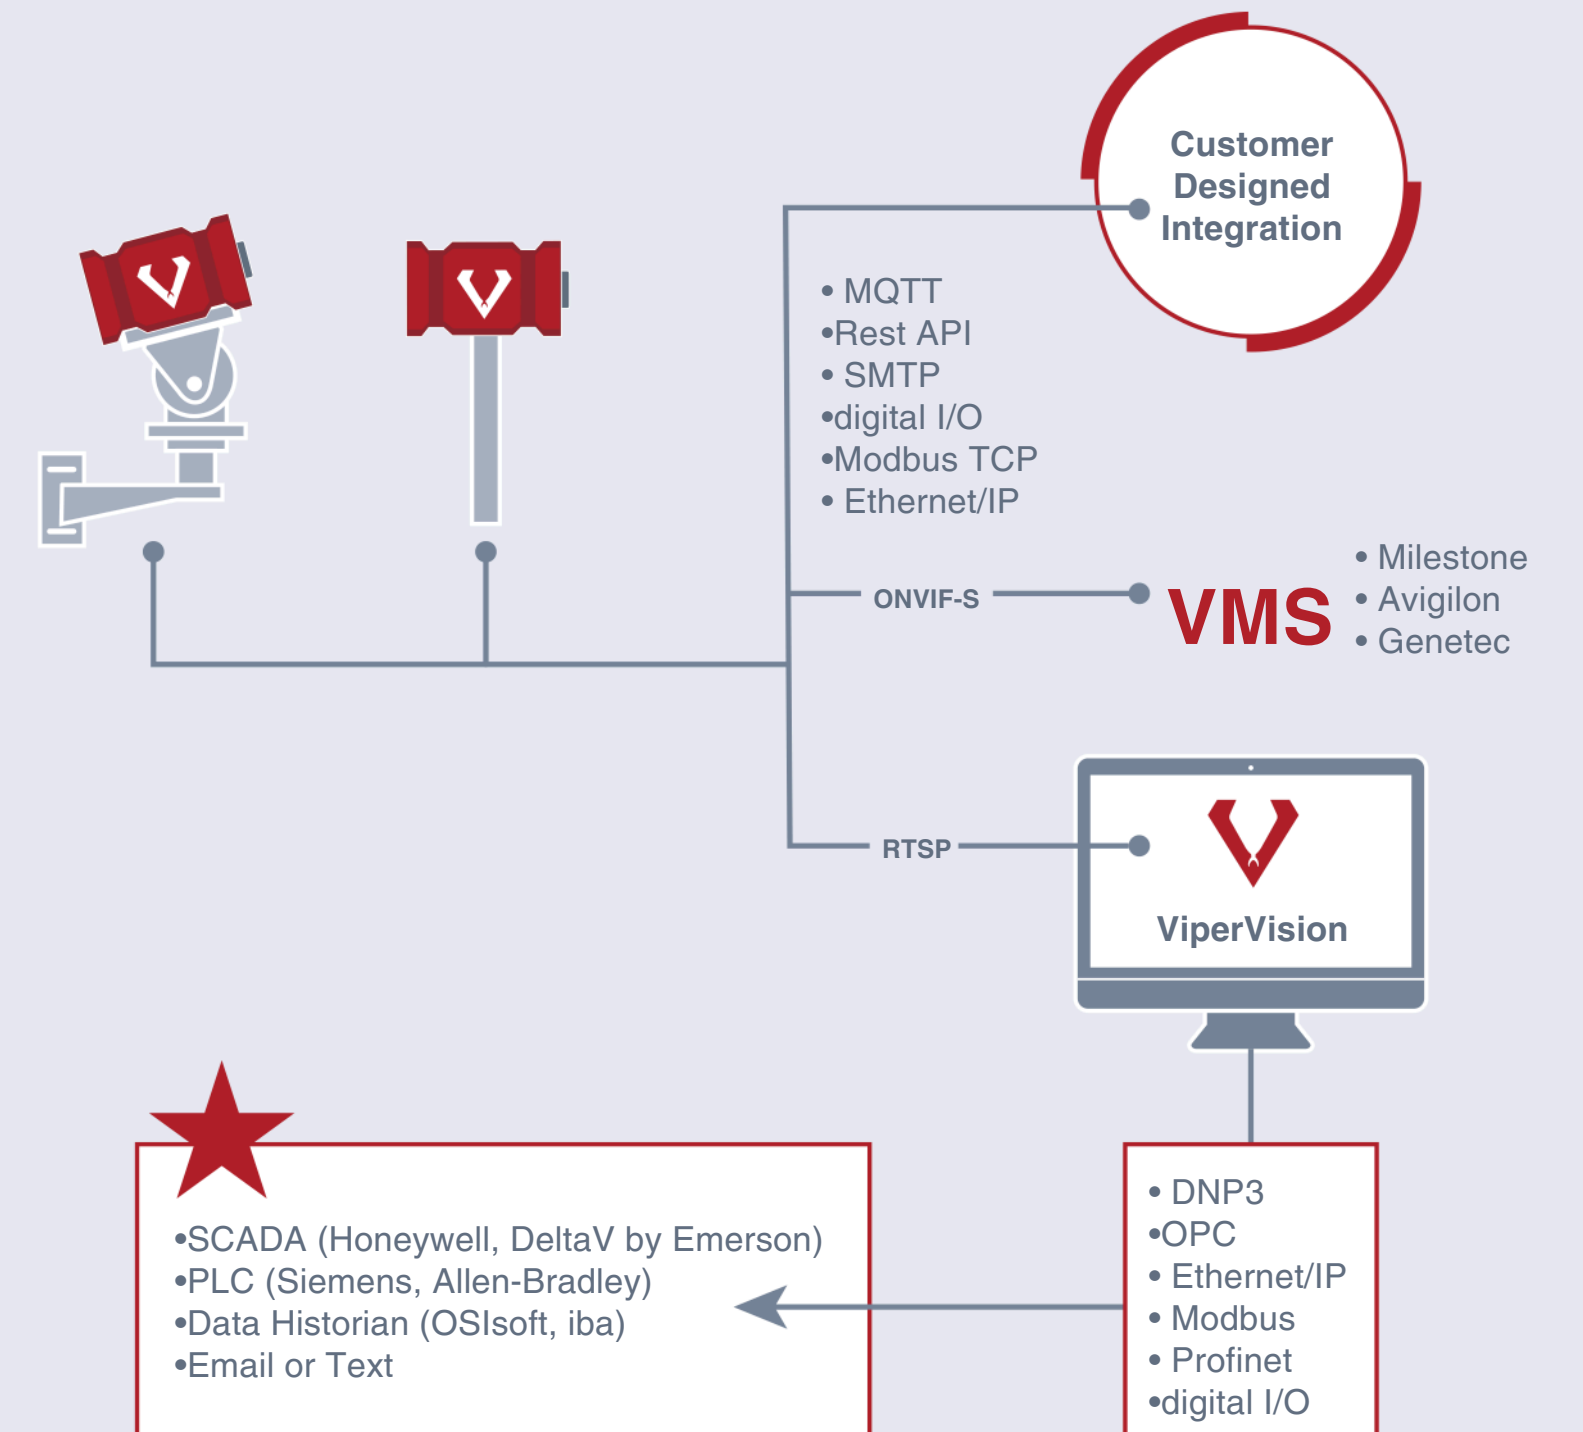 Customer
Designed
Integration
• MQTT
•Rest API
• SMTP
•digital I/O
•Modbus TCP
• Ethernet/IP
ONVIF-S
VMS
• Milestone
• Avigilon
• Genetec
RTSP
ViperVision
•SCADA (Honeywell, DeltaV by Emerson)
•PLC (Siemens, Allen-Bradley)
•Data Historian (OSIsoft, iba)
•Email or Text
• DNP3
•OPC
• Ethernet/IP
• Modbus
• Profinet
•digital I/O